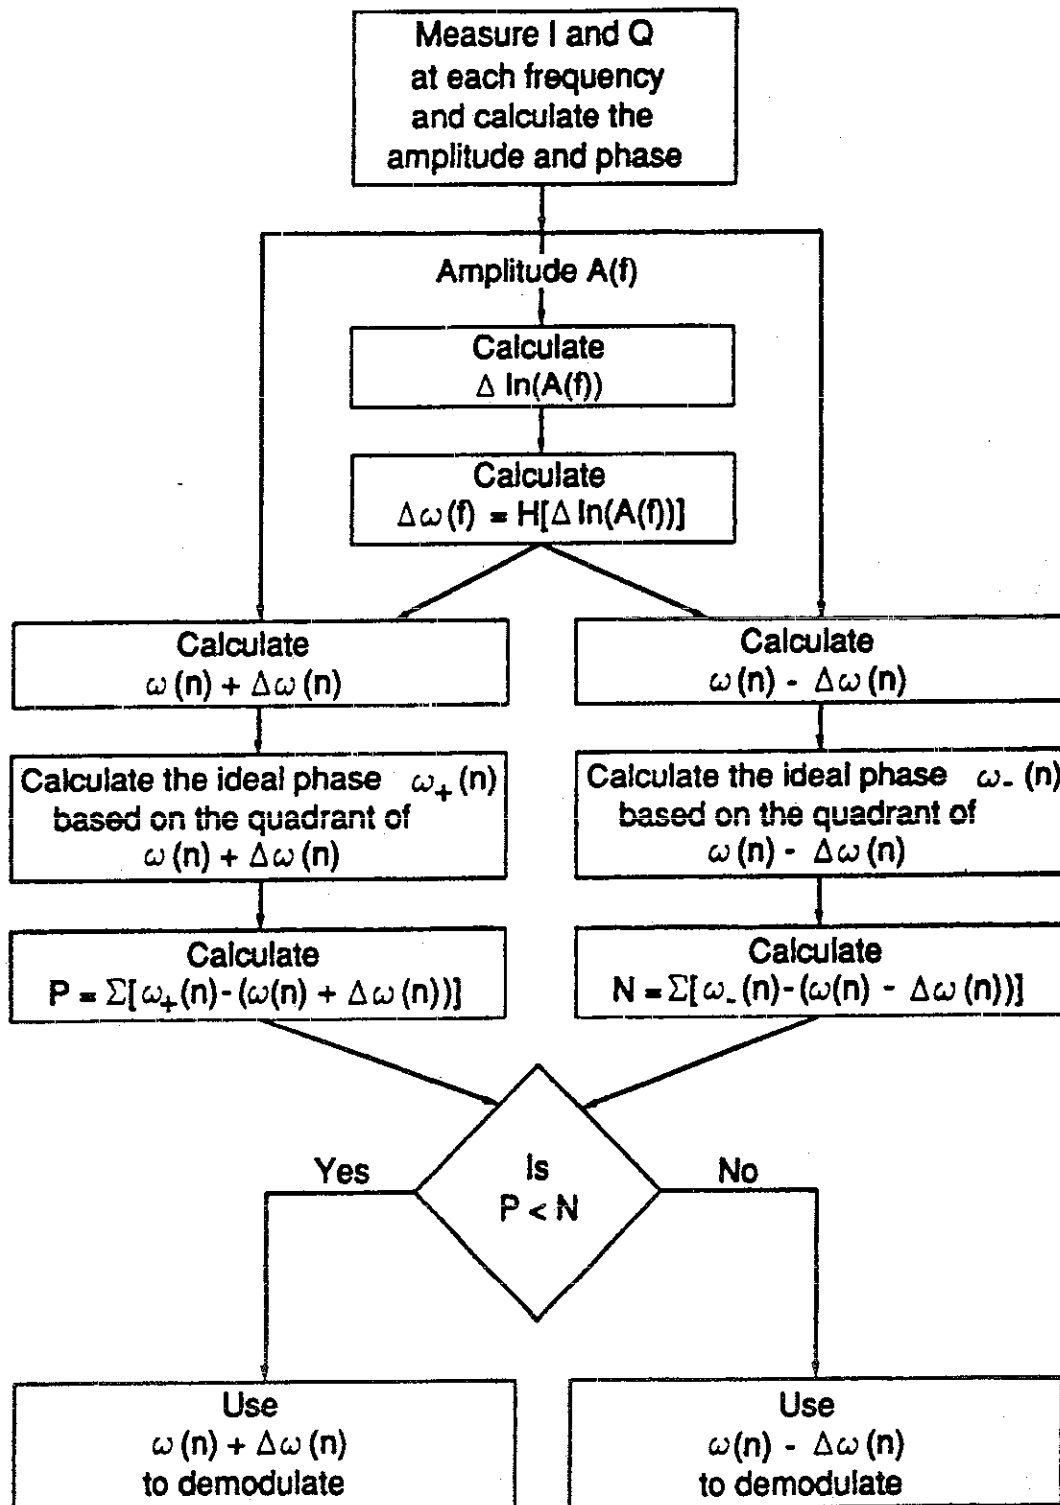 Measure I and Q
at each frequency
and calculate the
amplitude and phase
Amplitude A(f)
Calculate
Δ ln(A(f))
Calculate
Δω(f) = H[Δ ln(A(f))]
Calculate
ω(n) + Δω(n)
Calculate
ω(n) - Δω(n)
Calculate the ideal phase ω₊(n)
based on the quadrant of
ω(n) + Δω(n)
Calculate the ideal phase ω₋(n)
based on the quadrant of
ω(n) - Δω(n)
Calculate
P = Σ[ω₊(n)-(ω(n) + Δω(n))]
Calculate
N = Σ[ω₋(n)-(ω(n) - Δω(n))]
Is
P < N
Yes
No
Use
ω(n) + Δω(n)
to demodulate
Use
ω(n) - Δω(n)
to demodulate